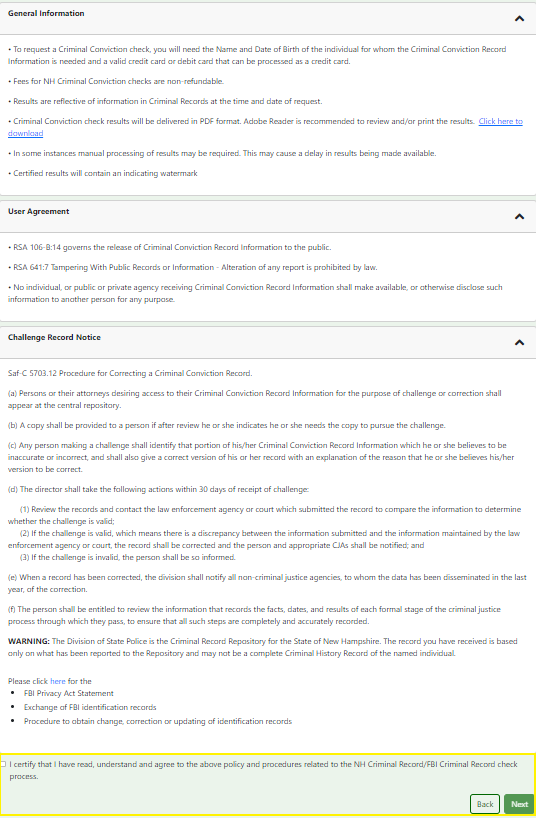 General Information
• To request a Criminal Conviction check, you will need the Name and Date of Birth of the individual for whom the Criminal Conviction Record
Information is needed and a valid credit card or debit card that can be processed as a credit card.
• Fees for NH Criminal Conviction checks are non-refundable.
• Results are reflective of information in Criminal Records at the time and date of request.
• Criminal Conviction check results will be delivered in PDF format. Adobe Reader is recommended to review and/or print the results. Click here to
download
• In some instances manual processing of results may be required. This may cause a delay in results being made available.
• Certified results will contain an indicating watermark
User Agreement
• RSA 106-B:14 governs the release of Criminal Conviction Record Information to the public.
• RSA 641:7 Tampering With Public Records or Information - Alteration of any report is prohibited by law.
• No individual, or public or private agency receiving Criminal Conviction Record Information shall make available, or otherwise disclose such
information to another person for any purpose.
Challenge Record Notice
Saf-C 5703.12 Procedure for Correcting a Criminal Conviction Record.
(a) Persons or their attorneys desiring access to their Criminal Conviction Record Information for the purpose of challenge or correction shall
appear at the central repository.
(b) A copy shall be provided to a person if after review he or she indicates he or she needs the copy to pursue the challenge.
(c) Any person making a challenge shall identify that portion of his/her Criminal Conviction Record Information which he or she believes to be
inaccurate or incorrect, and shall also give a correct version of his or her record with an explanation of the reason that he or she believes his/her
version to be correct.
(d) The director shall take the following actions within 30 days of receipt of challenge:
(1) Review the records and contact the law enforcement agency or court which submitted the record to compare the information to determine
whether the challenge is valid;
(2) If the challenge is valid, which means there is a discrepancy between the information submitted and the information maintained by the law
enforcement agency or court, the record shall be corrected and the person and appropriate CJAs shall be notified; and
(3) If the challenge is invalid, the person shall be so informed.
(e) When a record has been corrected, the division shall notify all non-criminal justice agencies, to whom the data has been disseminated in the last
year, of the correction.
(f) The person shall be entitled to review the information that records the facts, dates, and results of each formal stage of the criminal justice
process through which they pass, to ensure that all such steps are completely and accurately recorded.
WARNING: The Division of State Police is the Criminal Record Repository for the State of New Hampshire. The record you have received is based
only on what has been reported to the Repository and may not be a complete Criminal History Record of the named individual.
Please click here for the
• FBI Privacy Act Statement
• Exchange of FBI identification records
• Procedure to obtain change, correction or updating of identification records
I certify that I have read, understand and agree to the above policy and procedures related to the NH Criminal Record/FBI Criminal Record check
process.
Back Next